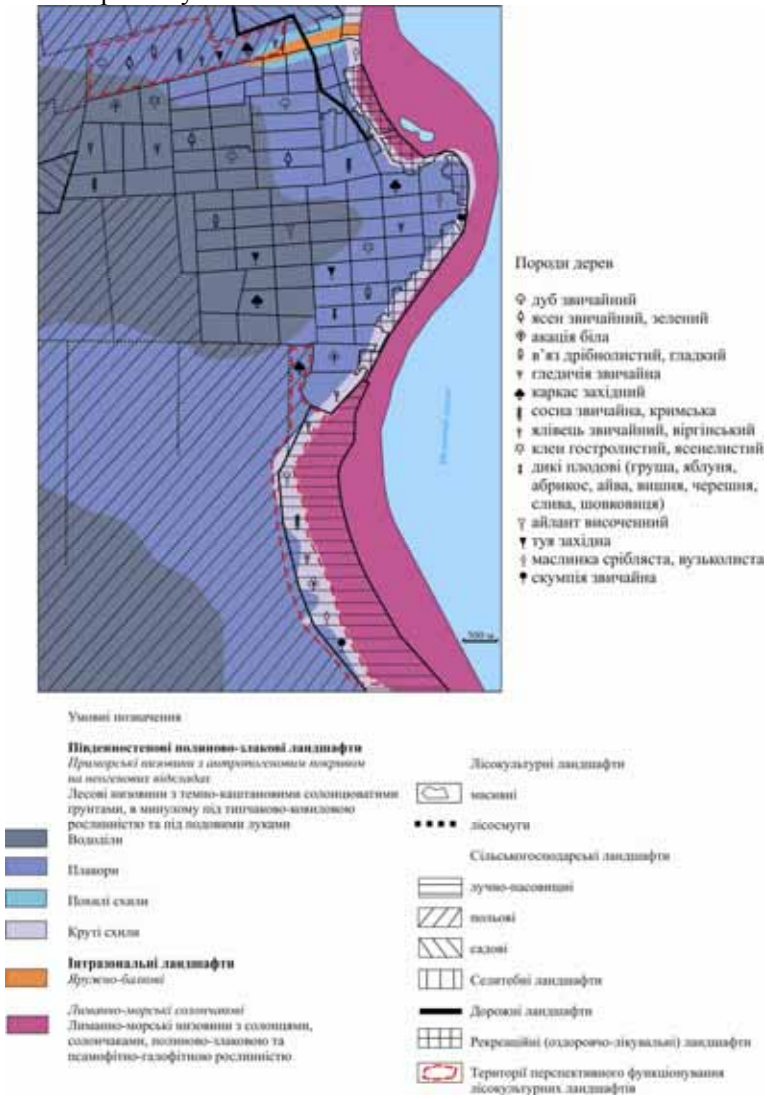 Породи дерев
дуб звичайний
ясен звичайний, зелений
акація біла
в'яз дрібнолистий, гладкий
гледичія звичайна
каркас західний
сосна звичайна, кримська
ялівець звичайний, віргінський
клен гостролистий, ясенелистий
дикі плодові (груша, яблуня,
абрикос, айва, вишня, черешня,
слива, шовковиця)
айлант височенний
туя західна
маслинка срібляста, вузьколиста
скумпія звичайна
500 м
Умовні позначення
Південностепові полиново-злакові ландшафти
Приморські низовини з антропогеновим покривом
на неогенових відкладах
Лесові низовини з темно-каштановими солонцюватими
ґрунтами, в минулому під типчаково-ковиловою
рослинністю та під подовими луками
Вододіли
Плакори
Похилі схили
Круті схили
Інтразональні ландшафти
Яружно-балкові
Лиманно-морські солончакові
Лиманно-морські низовини з солонцями,
солончаками, полиново-злаковою та
псамофітно-галофітною рослинністю
Лісокультурні ландшафти
масивні
лісосмуги
Сільськогосподарські ландшафти
лучно-пасовищні
польові
садові
Селитебні ландшафти
Дорожні ландшафти
Рекреаційні (оздоровчо-лікувальні) ландшафти
Території перспективного функціонування
лісокультурних ландшафтів